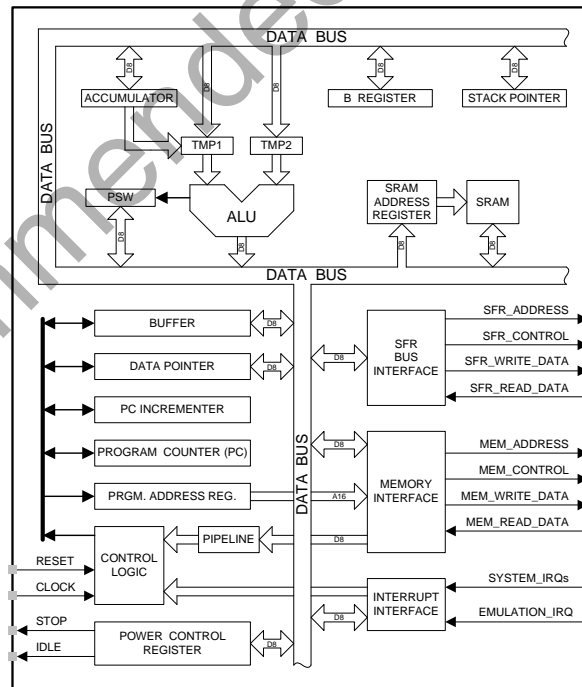 DATA BUS
D8
D8
D8
D8
D8
ACCUMULATOR
B REGISTER
STACK POINTER
DATA BUS
TMP1
TMP2
PSW
ALU
SRAM ADDRESS REGISTER
SRAM
D8
D8
D8
D8
DATA BUS
BUFFER
D8
SFR_ADDRESS
SFR BUS INTERFACE
SFR_CONTROL
DATA POINTER
D8
D8
SFR_WRITE_DATA
SFR_READ_DATA
PC INCREMENTER
DATA BUS
PROGRAM COUNTER (PC)
D8
MEM_ADDRESS
MEMORY INTERFACE
MEM_CONTROL
PRGM. ADDRESS REG.
A16
MEM_WRITE_DATA
MEM_READ_DATA
PIPELINE
D8
CONTROL LOGIC
RESET
CLOCK
INTERRUPT INTERFACE
SYSTEM_IRQs
EMULATION_IRQ
D8
STOP
IDLE
POWER CONTROL REGISTER
D8